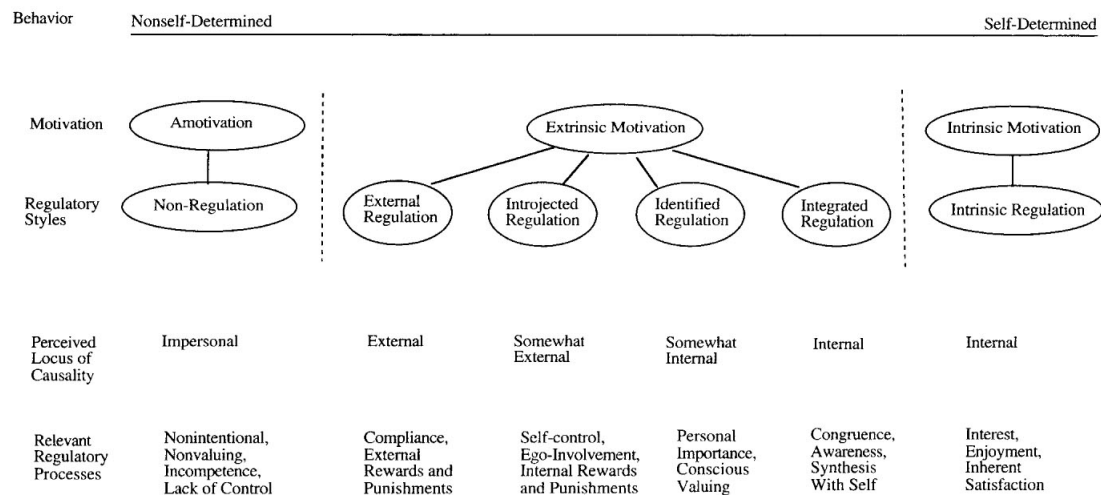 Behavior
Nonself-Determined
Self-Determined
Motivation
Amotivation
Extrinsic Motivation
Intrinsic Motivation
Regulatory
Styles
Non-Regulation
External
Regulation
Introjected
Regulation
Identified
Regulation
Integrated
Regulation
Intrinsic Regulation
Perceived
Locus of
Causality
Impersonal
External
Somewhat
External
Somewhat
Internal
Internal
Internal
Relevant
Regulatory
Processes
Nonintentional,
Nonvaluing,
Incompetence,
Lack of Control
Compliance,
External
Rewards and
Punishments
Self-control,
Ego-Involvement,
Internal Rewards
and Punishments
Personal
Importance,
Conscious
Valuing
Congruence,
Awareness,
Synthesis
With Self
Interest,
Enjoyment,
Inherent
Satisfaction